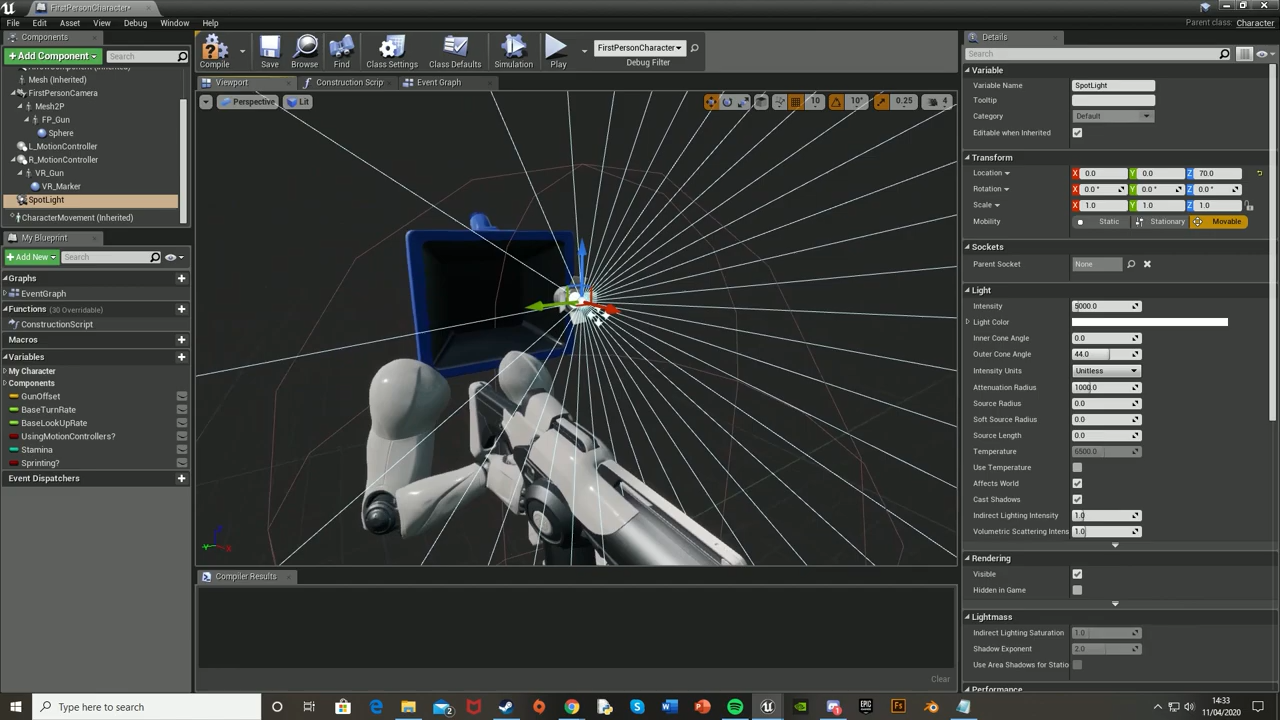 FirstPersonCharacter*
File Edit Asset View Debug Window Help
Parent class: Character
Components
+ Add Component
Search
Mesh (Inherited)
FirstPersonCamera
Mesh2P
FP_Gun
Sphere
L_MotionController
R_MotionController
VR_Gun
VR_Marker
SpotLight
CharacterMovement (Inherited)
My Blueprint
+ Add New
Search
Graphs
EventGraph
Functions (30 Overridable)
ConstructionScript
Macros
Variables
My Character
Components
GunOffset
BaseTurnRate
BaseLookUpRate
UsingMotionControllers?
Stamina
Sprinting?
Event Dispatchers
Compile
Save
Browse
Find
Class Settings
Class Defaults
Simulation
Play
FirstPersonCharacter
Debug Filter
Viewport
Construction Scrip
Event Graph
Perspective
Lit
10
10°
0.25
4
Compiler Results
Clear
Details
Search
Variable
Variable Name SpotLight
Tooltip
Category Default
Editable when Inherited
Transform
Location X 0.0 Y 0.0 Z 70.0
Rotation X 0.0 ° Y 0.0 ° Z 0.0 °
Scale X 1.0 Y 1.0 Z 1.0
Mobility Static Stationary Movable
Sockets
Parent Socket None
Light
Intensity 5000.0
Light Color
Inner Cone Angle 0.0
Outer Cone Angle 44.0
Intensity Units Unitless
Attenuation Radius 1000.0
Source Radius 0.0
Soft Source Radius 0.0
Source Length 0.0
Temperature 6500.0
Use Temperature
Affects World
Cast Shadows
Indirect Lighting Intensity 1.0
Volumetric Scattering Intens 1.0
Rendering
Visible
Hidden in Game
Lightmass
Indirect Lighting Saturation 1.0
Shadow Exponent 2.0
Use Area Shadows for Statio
Performance
Type here to search
14:33
11/04/2020